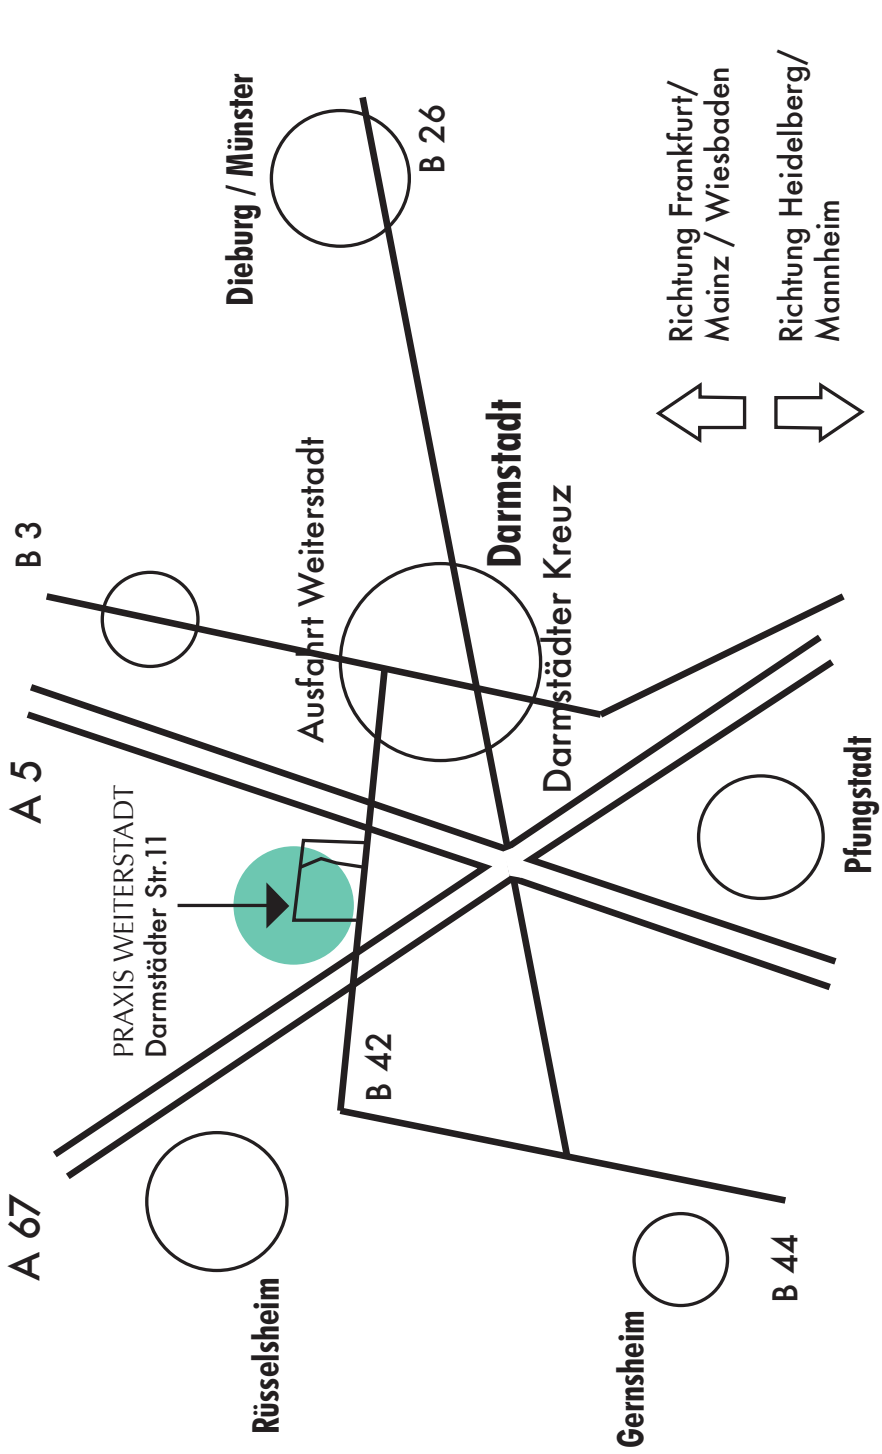 A 67
A 5
B 3
PRAXIS WEITERSTADT
Darmstädter Str.11
Dieburg / Münster
Rüsselsheim
Ausfahrt Weiterstadt
B 42
B 26
Darmstadt
Darmstädter Kreuz
Gernsheim
Richtung Frankfurt/
Mainz / Wiesbaden
B 44
Richtung Heidelberg/
Mannheim
Pfungstadt